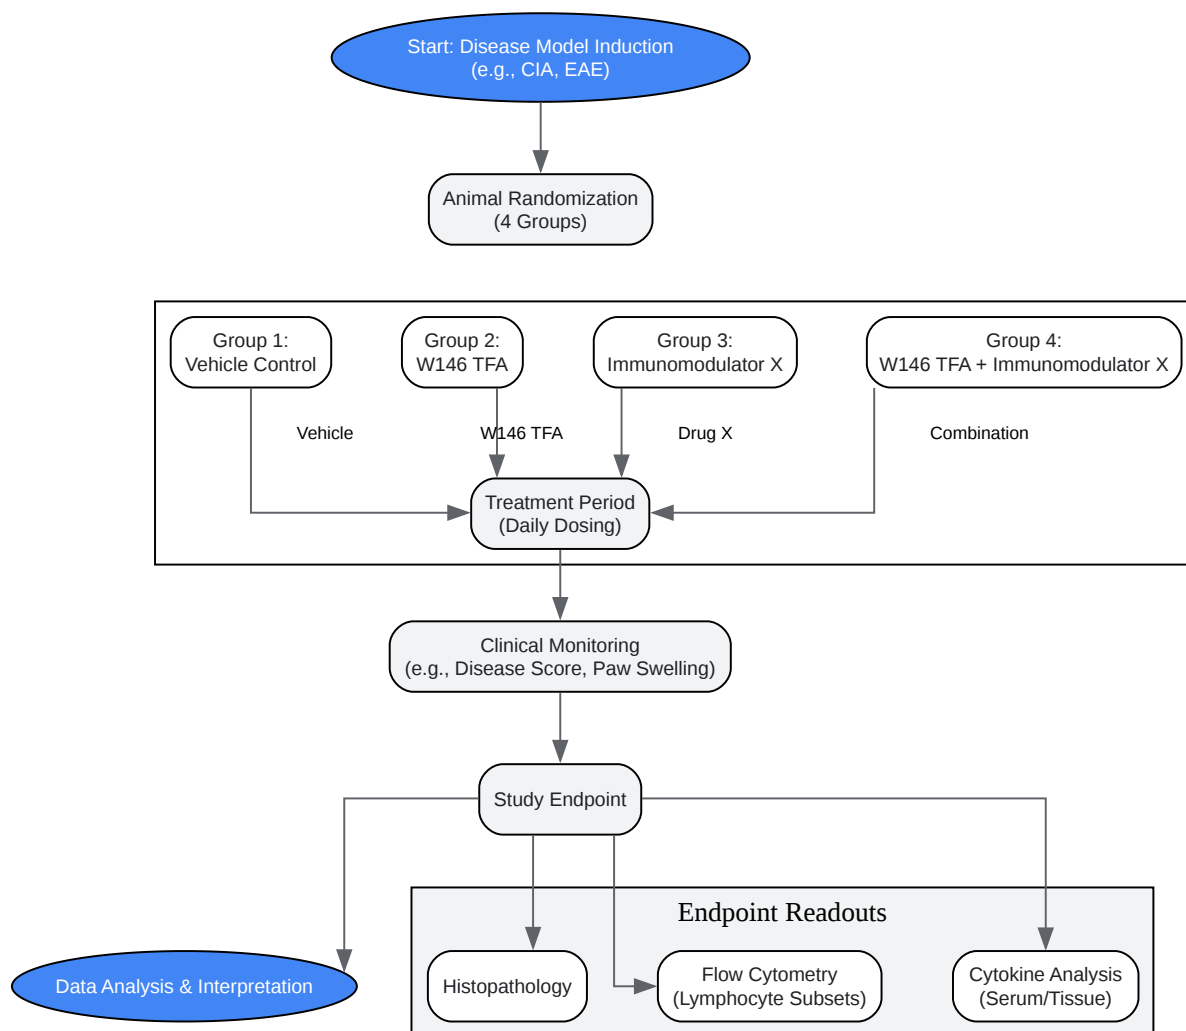 Start: Disease Model Induction
(e.g., CIA, EAE)
Animal Randomization
(4 Groups)
Group 1:
Vehicle Control
Group 2:
W146 TFA
Group 3:
Immunomodulator X
Group 4:
W146 TFA + Immunomodulator X
Vehicle
W146 TFA
Drug X
Combination
Treatment Period
(Daily Dosing)
Clinical Monitoring
(e.g., Disease Score, Paw Swelling)
Study Endpoint
Endpoint Readouts
Data Analysis & Interpretation
Histopathology
Flow Cytometry
(Lymphocyte Subsets)
Cytokine Analysis
(Serum/Tissue)